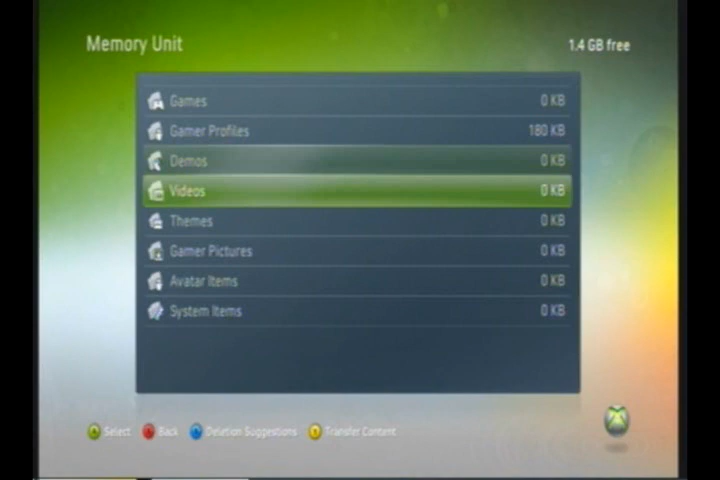 Memory Unit 1.4 GB free
Games 0 KB
Gamer Profiles 180 KB
Demos 0 KB
Videos 0 KB
Themes 0 KB
Gamer Pictures 0 KB
Avatar Items 0 KB
System Items 0 KB
Select Back Deletion Suggestions Transfer Content